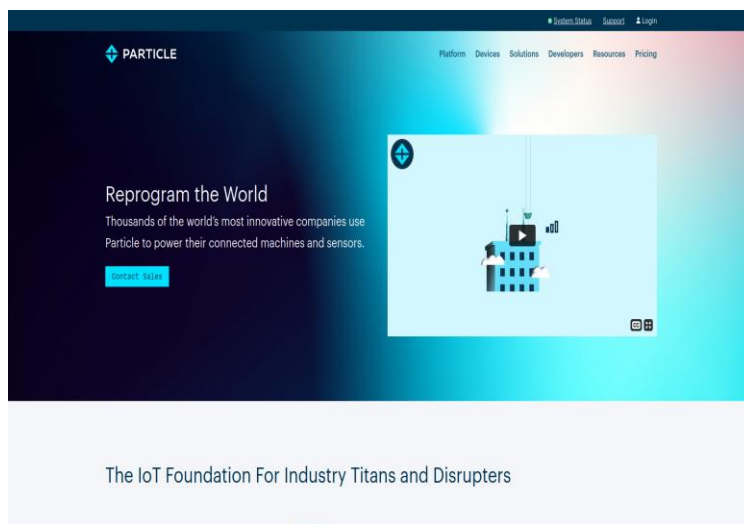 System Status Support Login
PARTICLE
Platform Devices Solutions Developers Resources Pricing
Reprogram the World
Thousands of the world's most innovative companies use
Particle to power their connected machines and sensors.
Contact Sales
CC
The IoT Foundation For Industry Titans and Disrupters